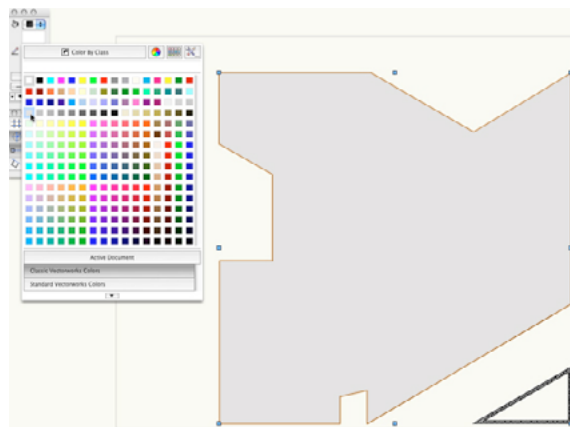 Color By Class
Active Document
Classic Vectorworks Colors
Standard Vectorworks Colors